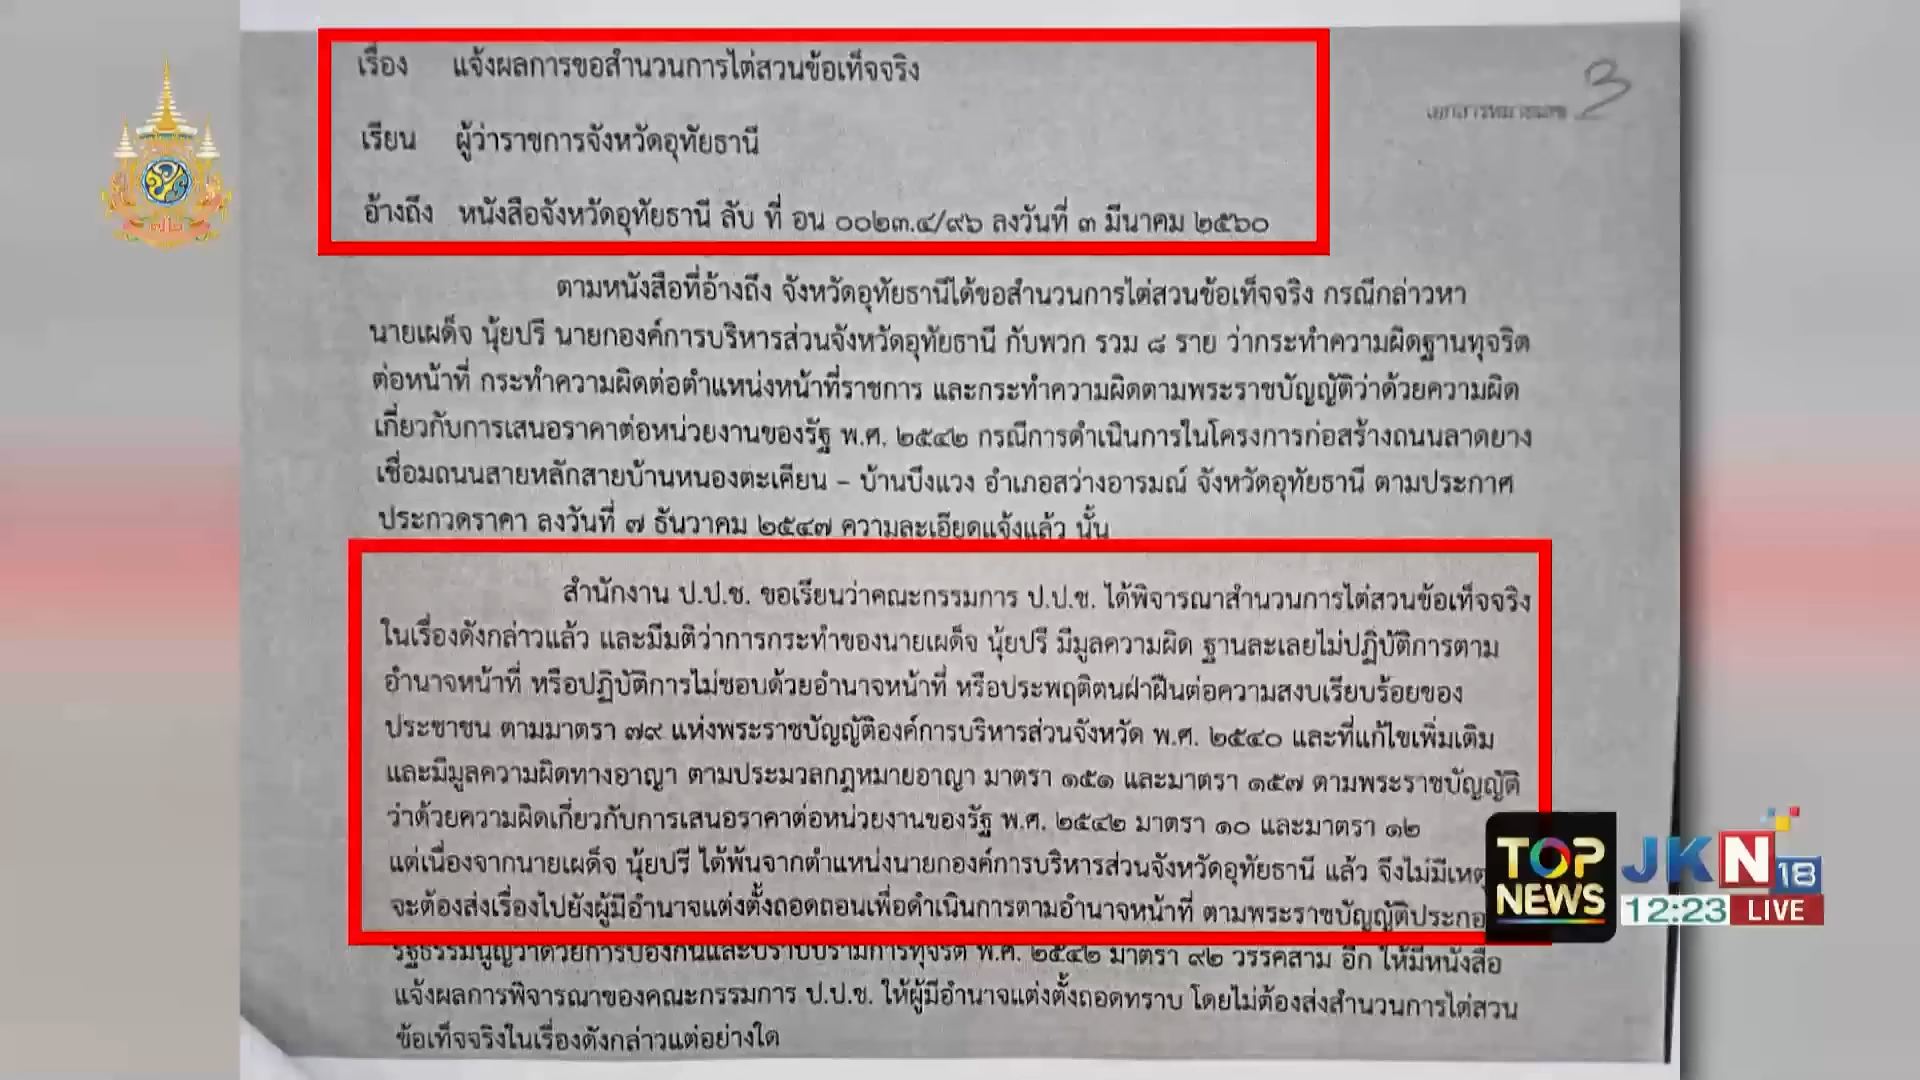 เรื่อง แจ้งผลการขอสำนวนการไต่สวนข้อเท็จจริง
เอกสารหมายเลข 3
เรียน ผู้ว่าราชการจังหวัดอุทัยธานี
อ้างถึง หนังสือจังหวัดอุทัยธานี ลับ ที่ อน ๐๐๒๓.๔/๙๖ ลงวันที่ ๓ มีนาคม ๒๕๖๐
ตามหนังสือที่อ้างถึง จังหวัดอุทัยธานีได้ขอสำนวนการไต่สวนข้อเท็จจริง กรณีกล่าวหา
นายเผด็จ นุ้ยปรี นายกองค์การบริหารส่วนจังหวัดอุทัยธานี กับพวก รวม ๘ ราย ว่ากระทำความผิดฐานทุจริต
ต่อหน้าที่ กระทำความผิดต่อตำแหน่งหน้าที่ราชการ และกระทำความผิดตามพระราชบัญญัติว่าด้วยความผิด
เกี่ยวกับการเสนอราคาต่อหน่วยงานของรัฐ พ.ศ. ๒๕๔๒ กรณีการดำเนินการในโครงการก่อสร้างถนนลาดยาง
เชื่อมถนนสายหลักสายบ้านหนองตะเคียน – บ้านบึงแวง อำเภอสว่างอารมณ์ จังหวัดอุทัยธานี ตามประกาศ
ประกวดราคา ลงวันที่ ๗ ธันวาคม ๒๕๔๗ ความละเอียดแจ้งแล้ว นั้น
สำนักงาน ป.ป.ช. ขอเรียนว่าคณะกรรมการ ป.ป.ช. ได้พิจารณาสำนวนการไต่สวนข้อเท็จจริง
ในเรื่องดังกล่าวแล้ว และมีมติว่าการกระทำของนายเผด็จ นุ้ยปรี มีมูลความผิด ฐานละเลยไม่ปฏิบัติการตาม
อำนาจหน้าที่ หรือปฏิบัติการไม่ชอบด้วยอำนาจหน้าที่ หรือประพฤติตนฝ่าฝืนต่อความสงบเรียบร้อยของ
ประชาชน ตามมาตรา ๗๙ แห่งพระราชบัญญัติองค์การบริหารส่วนจังหวัด พ.ศ. ๒๕๔๐ และที่แก้ไขเพิ่มเติม
และมีมูลความผิดทางอาญา ตามประมวลกฎหมายอาญา มาตรา ๑๕๑ และมาตรา ๑๕๗ ตามพระราชบัญญัติ
ว่าด้วยความผิดเกี่ยวกับการเสนอราคาต่อหน่วยงานของรัฐ พ.ศ. ๒๕๔๒ มาตรา ๑๐ และมาตรา ๑๒
แต่เนื่องจากนายเผด็จ นุ้ยปรี ได้พ้นจากตำแหน่งนายกองค์การบริหารส่วนจังหวัดอุทัยธานี แล้ว จึงไม่มีเหตุ
จะต้องส่งเรื่องไปยังผู้มีอำนาจแต่งตั้งถอดถอนเพื่อดำเนินการตามอำนาจหน้าที่ ตามพระราชบัญญัติประกอ
รัฐธรรมนูญว่าด้วยการป้องกันและปราบปรามการทุจริต พ.ศ. ๒๕๔๒ มาตรา ๙๒ วรรคสาม อีก ให้มีหนังสือ
แจ้งผลการพิจารณาของคณะกรรมการ ป.ป.ช. ให้ผู้มีอำนาจแต่งตั้งถอดทราบ โดยไม่ต้องส่งสำนวนการไต่สวน
ข้อเท็จจริงในเรื่องดังกล่าวแต่อย่างใด
TOP NEWS
JKN 18
12:23 LIVE
๗๒